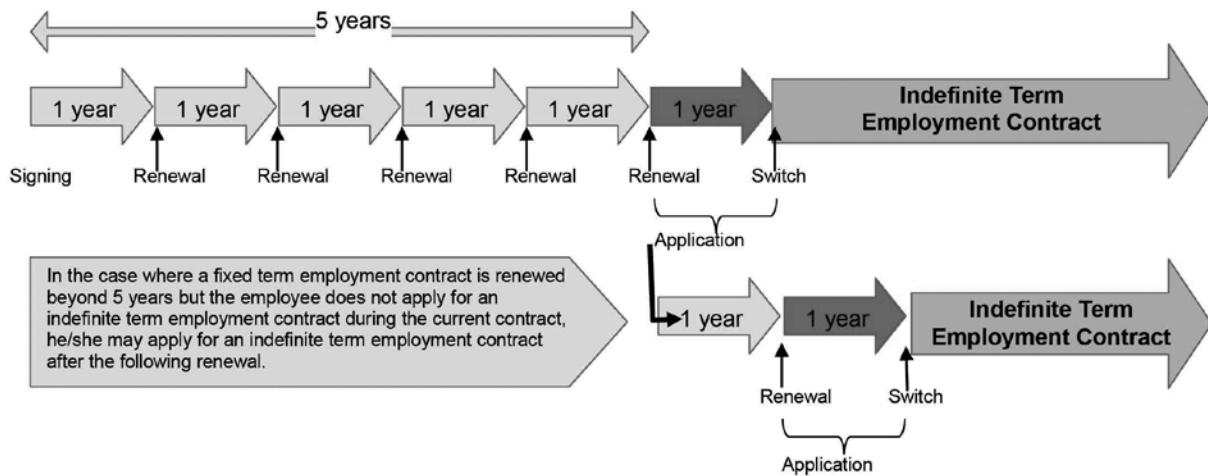 5 years
1 year 1 year 1 year 1 year 1 year 1 year
Indefinite Term
Employment Contract
Signing Renewal Renewal Renewal Renewal Renewal Switch
Application
In the case where a fixed term employment contract is renewed
beyond 5 years but the employee does not apply for an
indefinite term employment contract during the current contract,
he/she may apply for an indefinite term employment contract
after the following renewal.
1 year 1 year
Indefinite Term
Employment Contract
Renewal Switch
Application